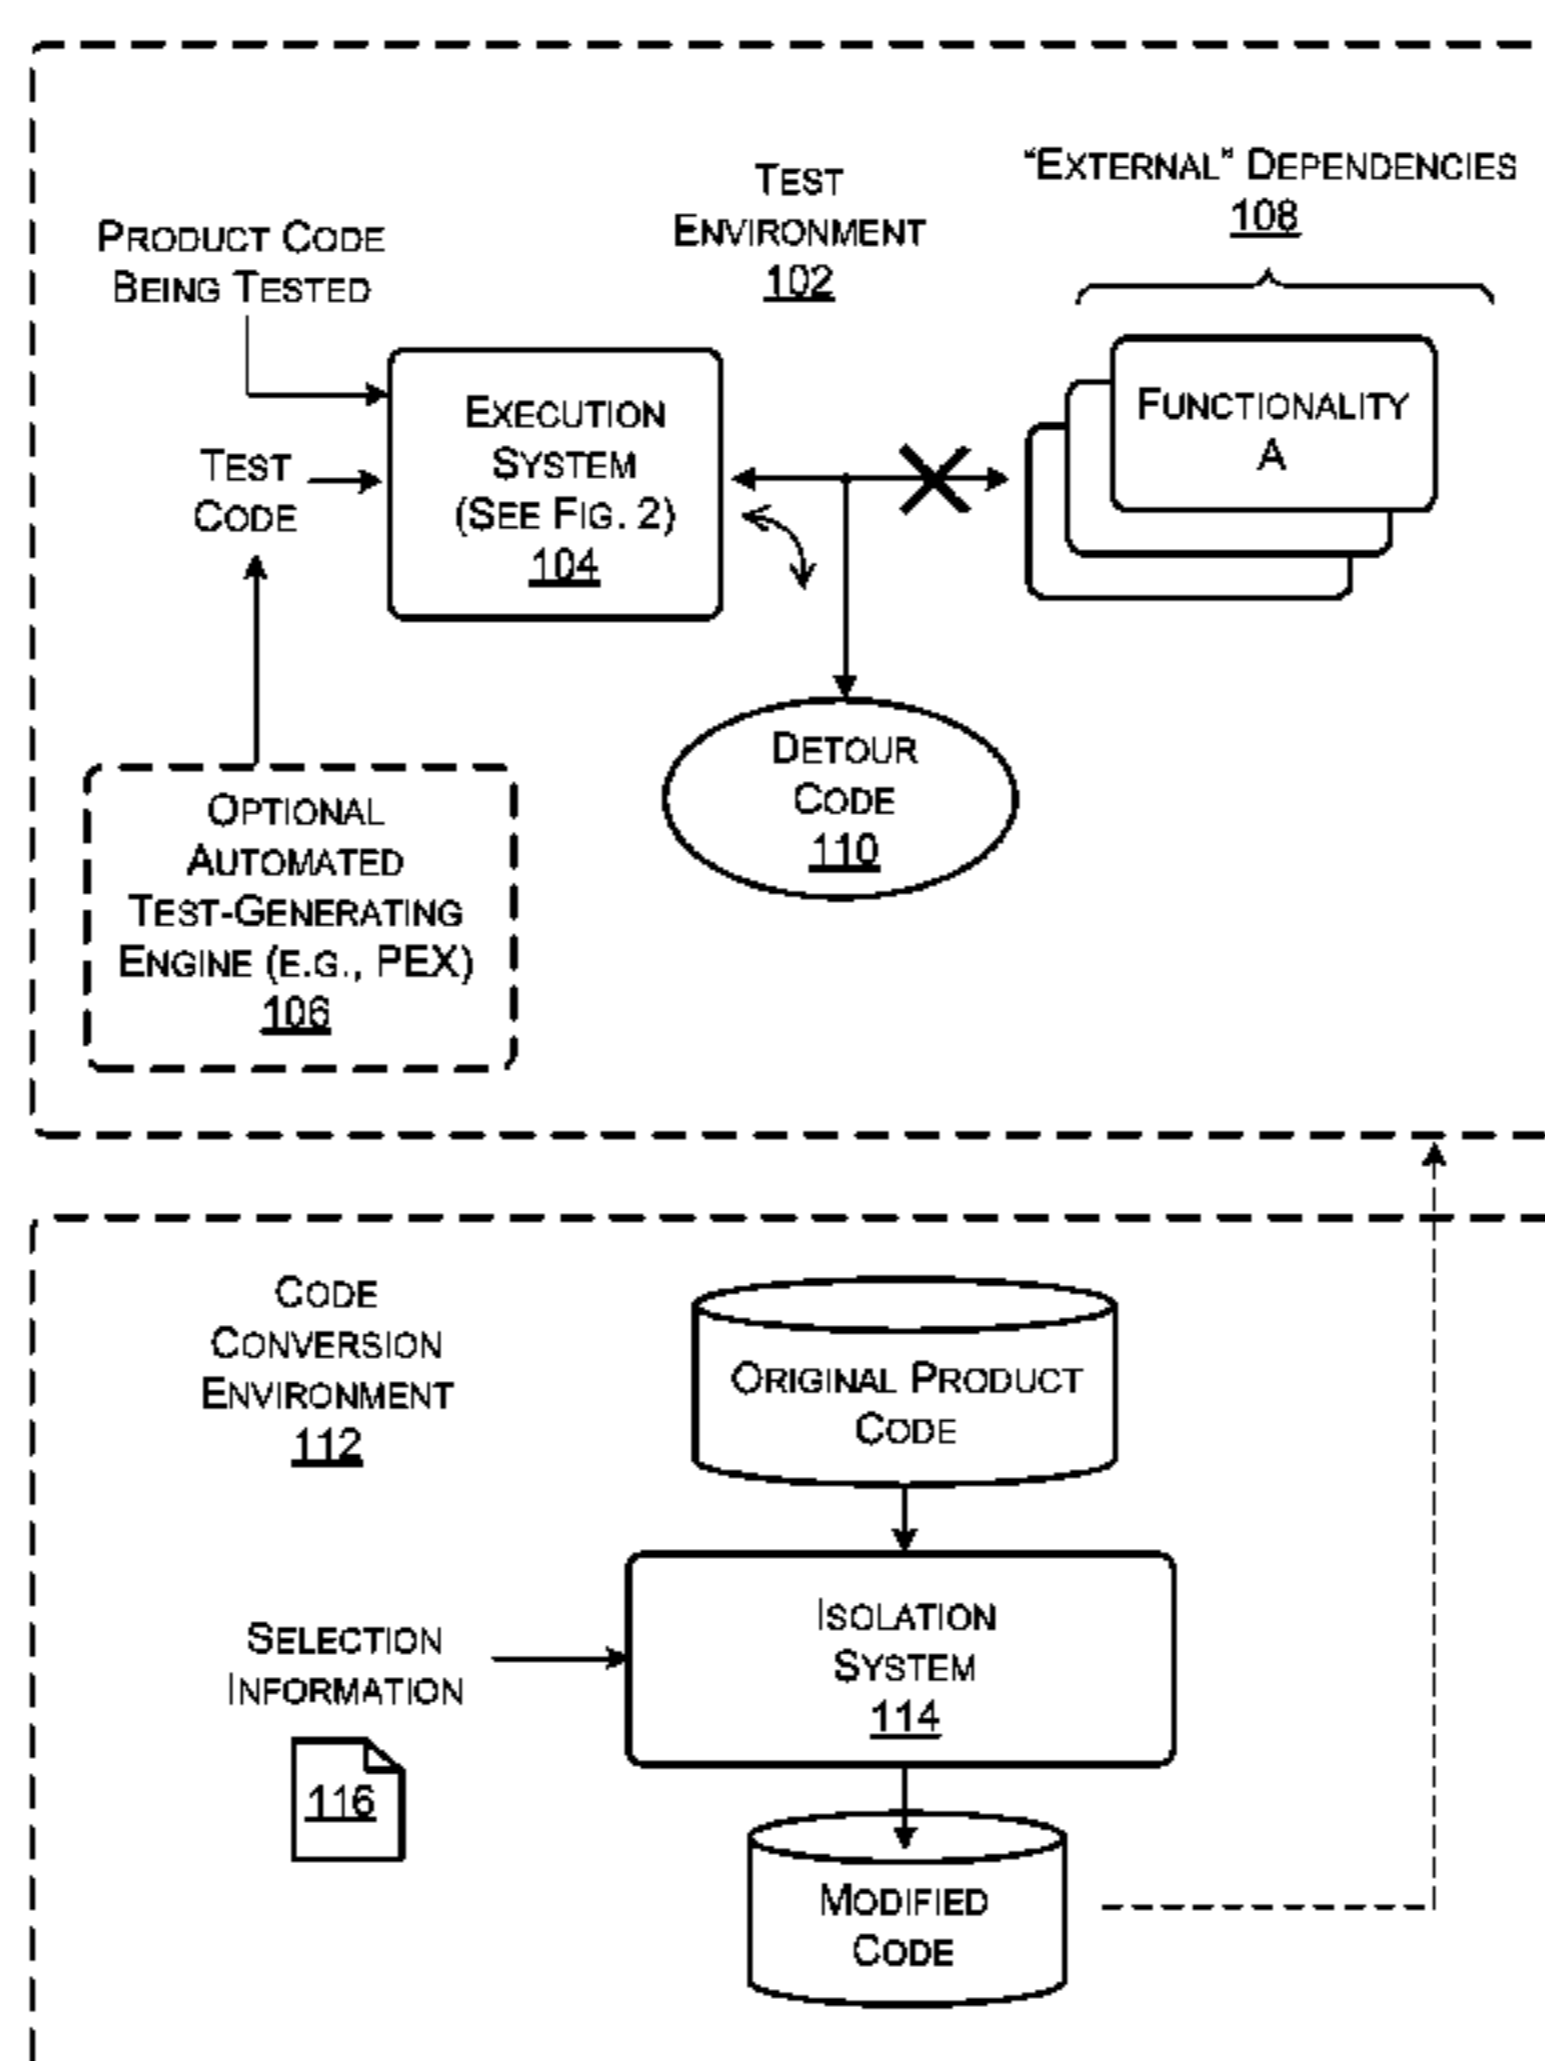 TEST
ENVIRONMENT
102
"EXTERNAL" DEPENDENCIES
108
PRODUCT CODE
BEING TESTED
EXECUTION
SYSTEM
(SEE FIG. 2)
104
FUNCTIONALITY
A
TEST
CODE
DETOUR
CODE
110
OPTIONAL
AUTOMATED
TEST-GENERATING
ENGINE (E.G., PEX)
106
CODE
CONVERSION
ENVIRONMENT
112
ORIGINAL PRODUCT
CODE
SELECTION
INFORMATION
116
ISOLATION
SYSTEM
114
MODIFIED
CODE